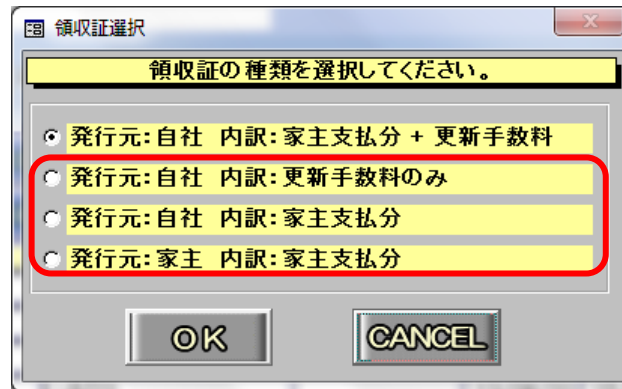 領収証選択
領収証の種類を選択してください。
発行元:自社 内訳:家主支払分 + 更新手数料
発行元:自社 内訳:更新手数料のみ
発行元:自社 内訳:家主支払分
発行元:家主 内訳:家主支払分
OK CANCEL